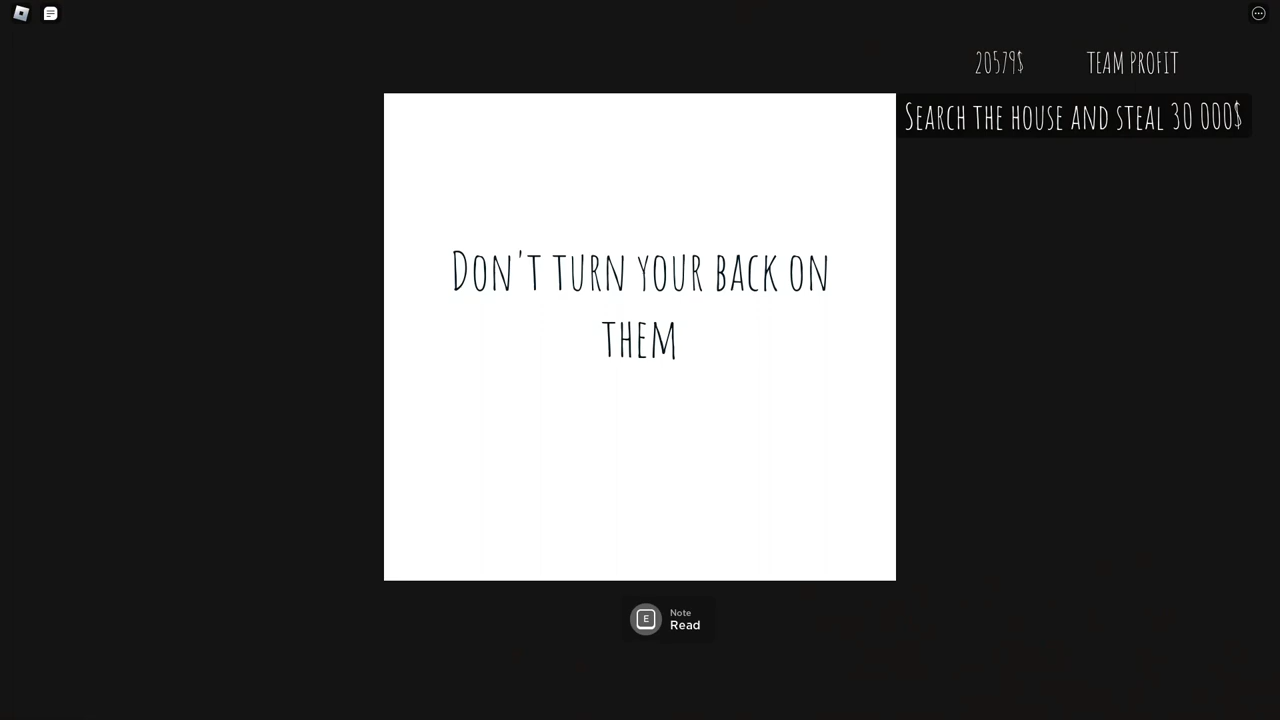 20579$ TEAM PROFIT
SEARCH THE HOUSE AND STEAL 30 000$
DON'T TURN YOUR BACK ON
THEM
E
Note
Read